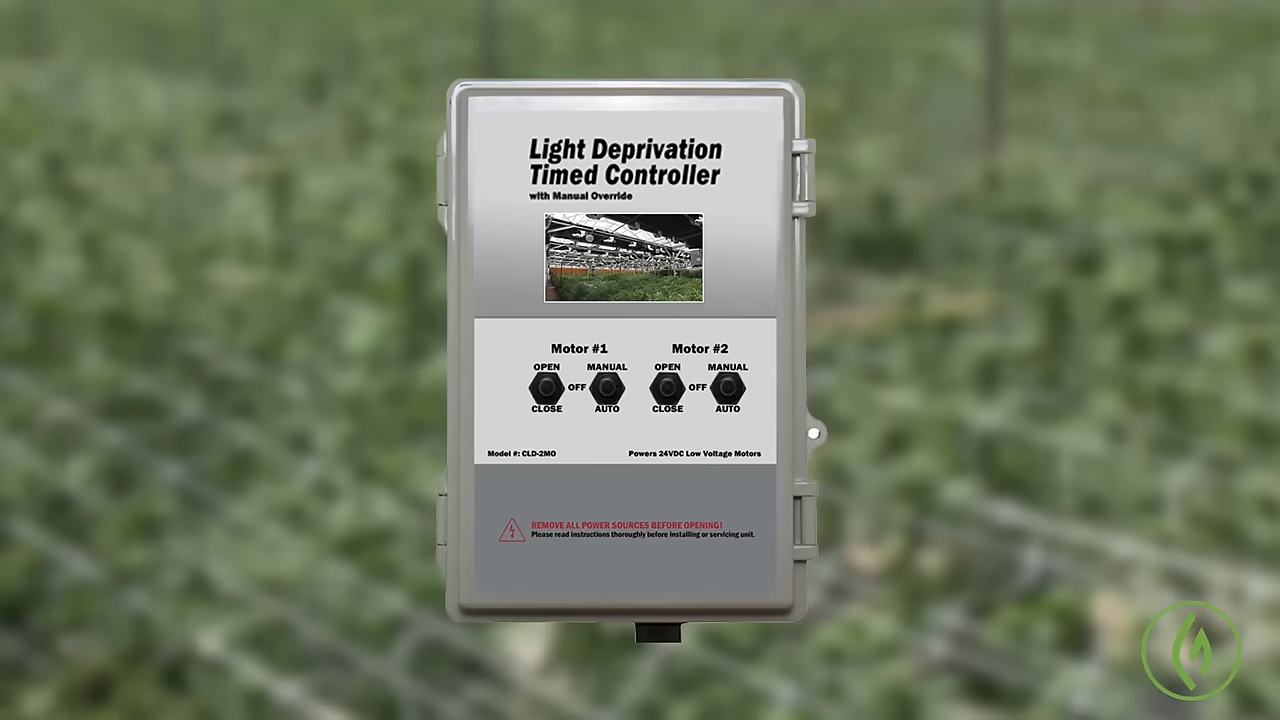 Light Deprivation
Timed Controller
with Manual Override
Motor #1
Motor #2
OPEN
MANUAL
OPEN
MANUAL
OFF
OFF
CLOSE
AUTO
CLOSE
AUTO
Model #: CLD-2MO
Powers 24VDC Low Voltage Motors
REMOVE ALL POWER SOURCES BEFORE OPENING!
Please read instructions thoroughly before installing or servicing unit.